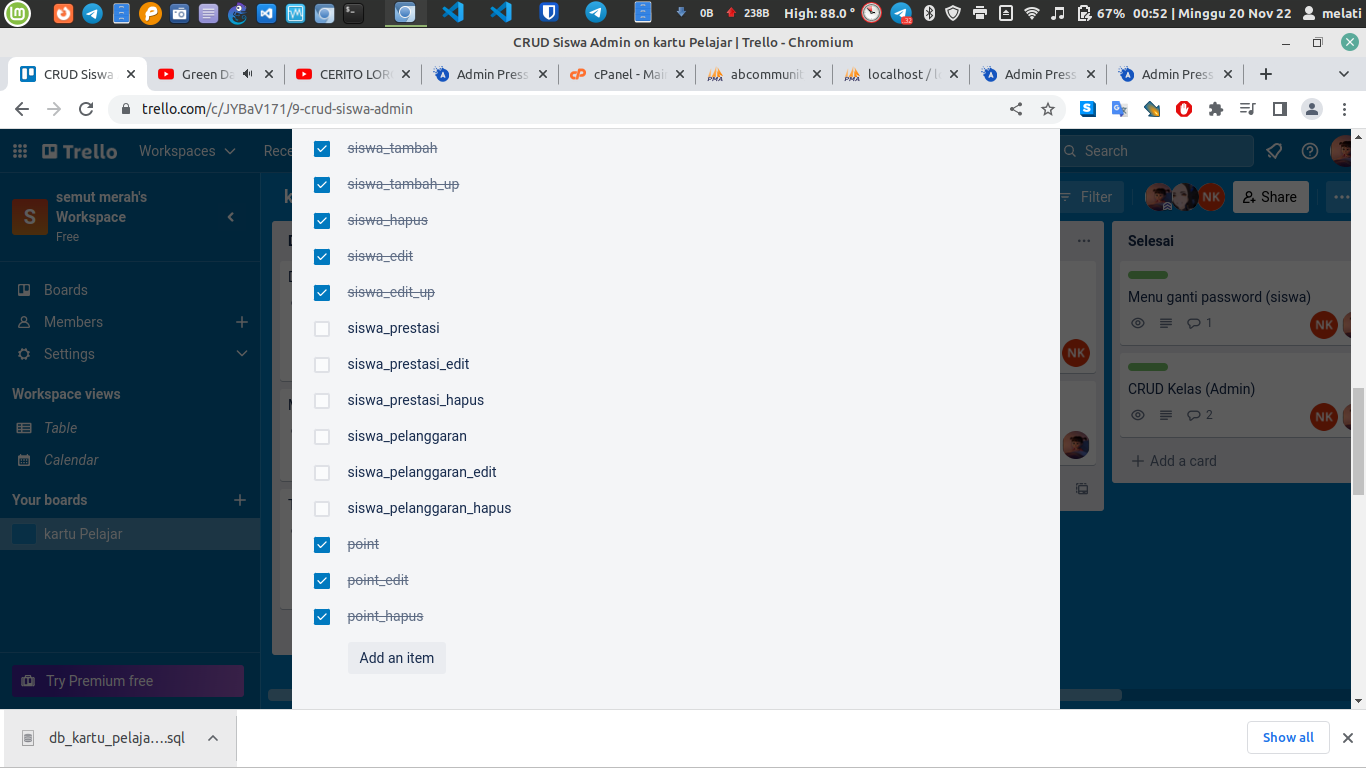 0B 238B High: 88.0 ° 67% 00:52 | Minggu 20 Nov 22 melati
CRUD Siswa Admin on kartu Pelajar | Trello - Chromium
CRUD Siswa Green Da CERITO LOR Admin Press cPanel - Mai abcommunit localhost / l Admin Press Admin Press
trello.com/c/JYBaV171/9-crud-siswa-admin
Trello Workspaces Rece Search
semut merah's
Workspace
Free
S
Filter NK Share
Boards
Members
Settings
Workspace views
Table
Calendar
Your boards
kartu Pelajar
Try Premium free
siswa_tambah
siswa_tambah_up
siswa_hapus
siswa_edit
siswa_edit_up
siswa_prestasi
siswa_prestasi_edit
siswa_prestasi_hapus
siswa_pelanggaran
siswa_pelanggaran_edit
siswa_pelanggaran_hapus
point
point_edit
point_hapus
Add an item
NK
Selesai
Menu ganti password (siswa)
1 NK
CRUD Kelas (Admin)
2 NK
+ Add a card
db_kartu_pelaja....sql
Show all